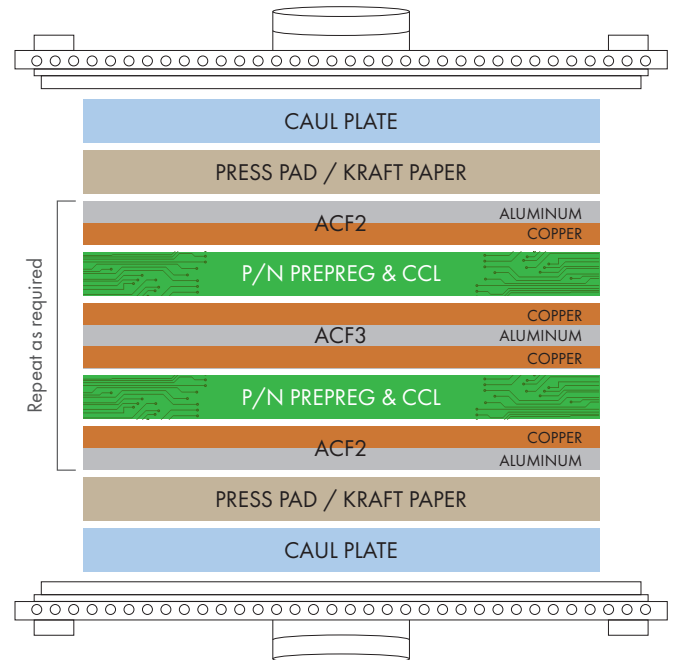 CAUL PLATE
PRESS PAD / KRAFT PAPER
ACF2
ALUMINUM
COPPER
P/N PREPREG & CCL
Repeat as required
COPPER
ACF3
ALUMINUM
COPPER
P/N PREPREG & CCL
COPPER
ACF2
ALUMINUM
PRESS PAD / KRAFT PAPER
CAUL PLATE